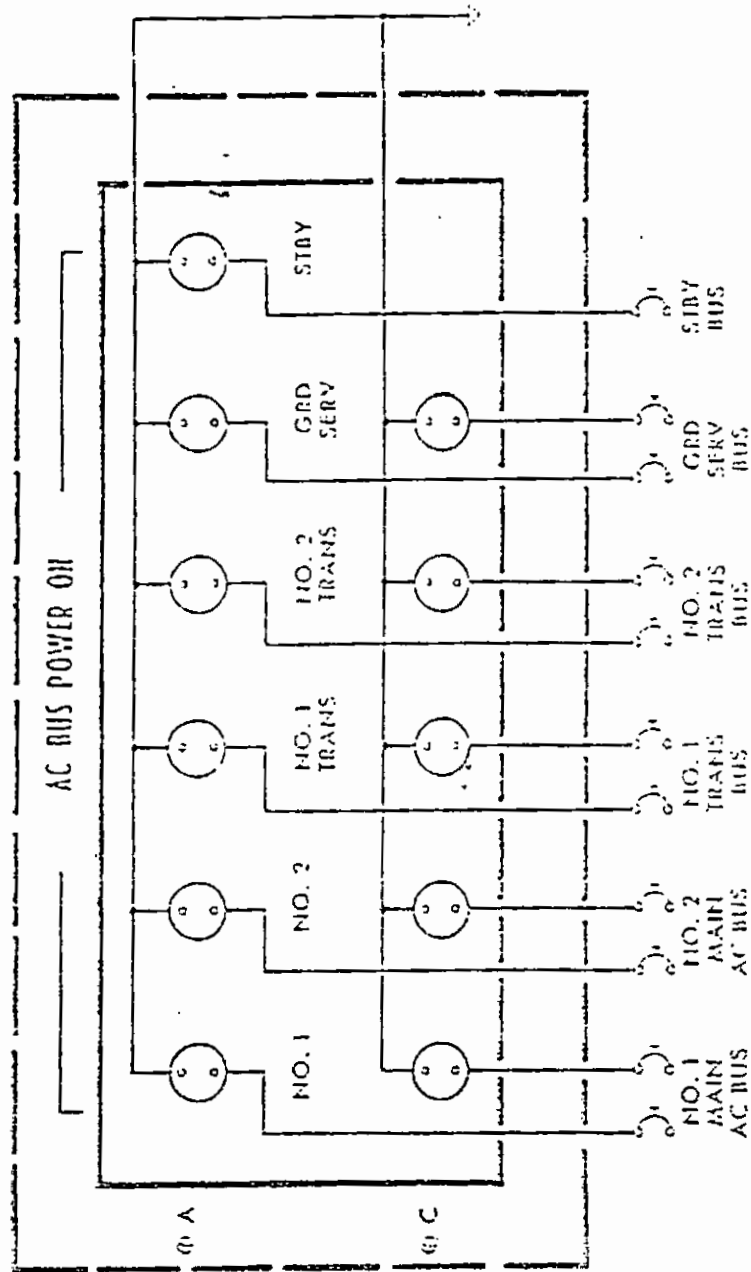 AC BUS POWER ON
Ø A
NO. 1
NO. 2
NO. 1
TRANS
NO. 2
TRANS
GRD
SERV
STBY
Ø C
NO. 1
MAIN
AC BUS
NO. 2
MAIN
AC BUS
NO. 1
TRANS
BUS
NO. 2
TRANS
BUS
GRD
SERV
BUS
STBY
BUS